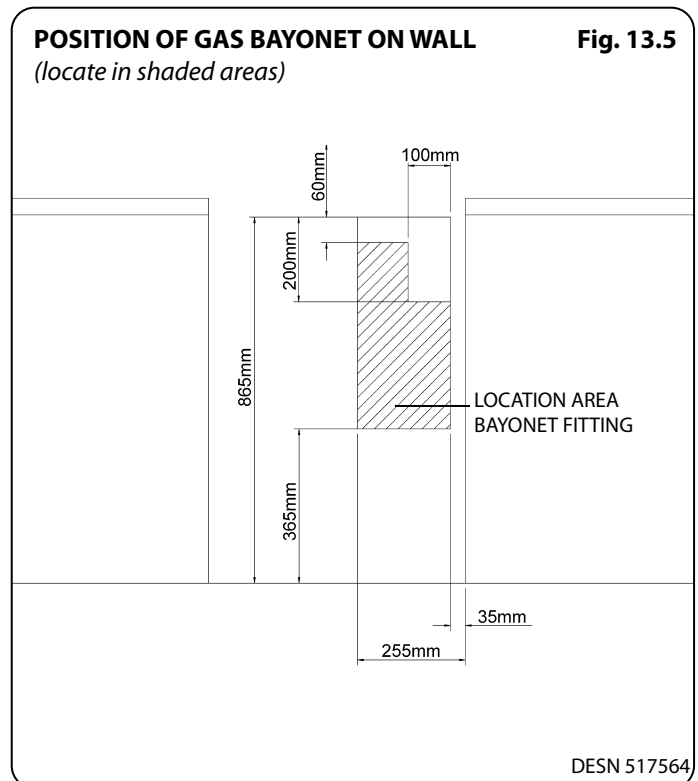 POSITION OF GAS BAYONET ON WALL Fig. 13.5
(locate in shaded areas)
100mm
60mm
200mm
865mm
LOCATION AREA
BAYONET FITTING
365mm
35mm
255mm
DESN 517564